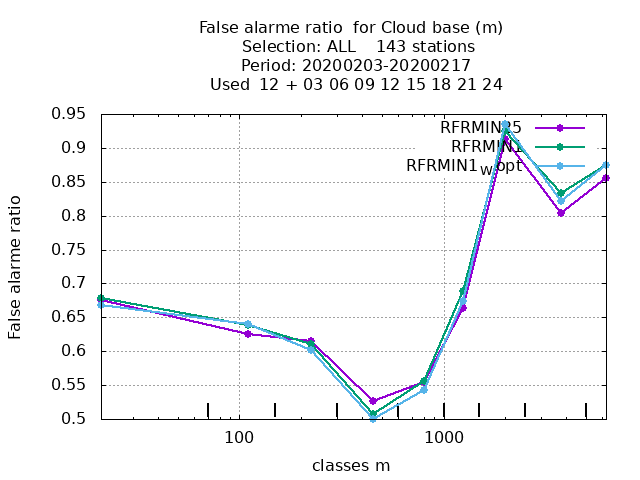 False alarme ratio  for Cloud base (m)
Selection: ALL    143 stations
Period: 20200203-20200217
Used  12 + 03 06 09 12 15 18 21 24
0.95
0.9
0.85
0.8
0.75
0.7
0.65
0.6
0.55
0.5
False alarme ratio
RFRMIN25
RFRMIN1
RFRMIN1wopt
100
1000
classes m